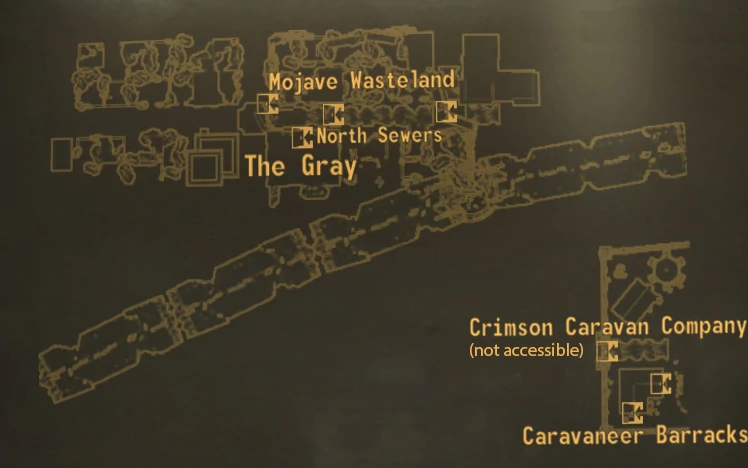 Mojave Wasteland
North Sewers
The Gray
Crimson Caravan Company
(not accessible)
Caravaneer Barracks